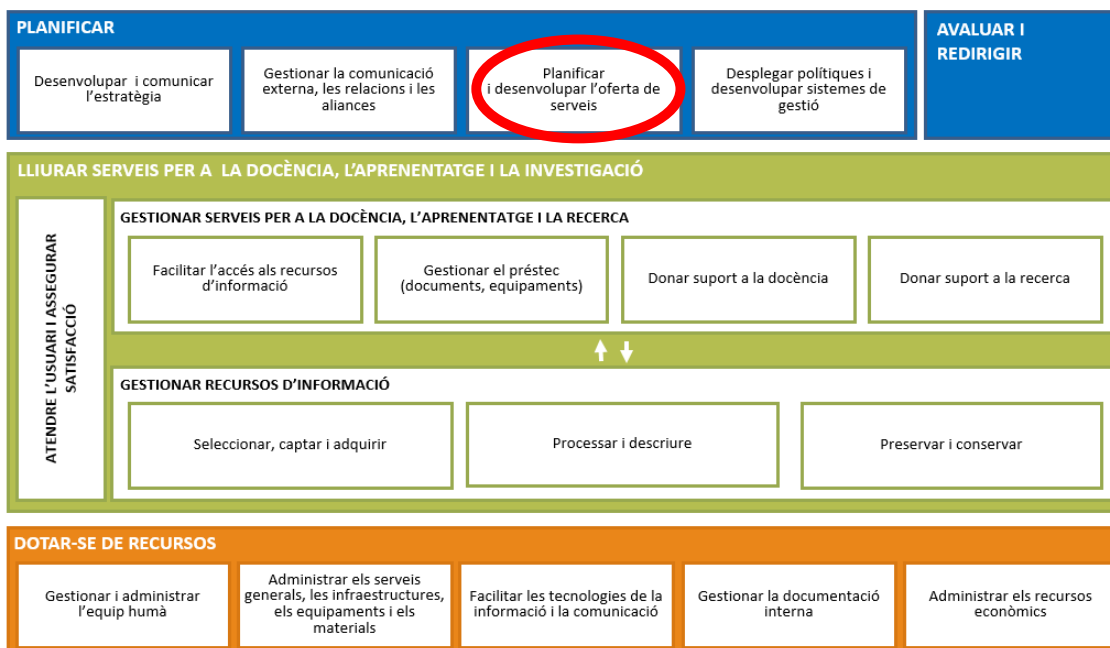 PLANIFICAR
Desenvolupar i comunicar
l'estratègia
Gestionar la comunicació
externa, les relacions i les
aliances
Planificar
i desenvolupar l'oferta de
serveis
Desplegar polítiques i
desenvolupar sistemes de
gestió
AVALUAR I
REDIRIGIR
LLIURAR SERVEIS PER A LA DOCÈNCIA, L'APRENENTATGE I LA INVESTIGACIÓ
ATENDRE L'USUARI I ASSEGURAR
SATISFACCIÓ
GESTIONAR SERVEIS PER A LA DOCÈNCIA, L'APRENENTATGE I LA RECERCA
Facilitar l'accés als recursos
d'informació
Gestionar el préstec
(documents, equipaments)
Donar suport a la docència
Donar suport a la recerca
GESTIONAR RECURSOS D'INFORMACIÓ
Seleccionar, captar i adquirir
Processar i descriure
Preservar i conservar
DOTAR-SE DE RECURSOS
Gestionar i administrar
l'equip humà
Administrar els serveis
generals, les infraestructures,
els equipaments i els
materials
Facilitar les tecnologies de la
informació i la comunicació
Gestionar la documentació
interna
Administrar els recursos
econòmics